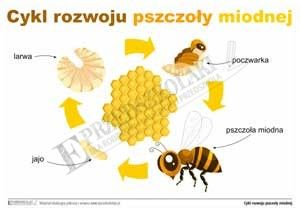 Cykl rozwoju pszczoły miodnej
larwa
poczwarka
pszczoła miodna
jajo
Cykl rozwoju pszczoły miodnej